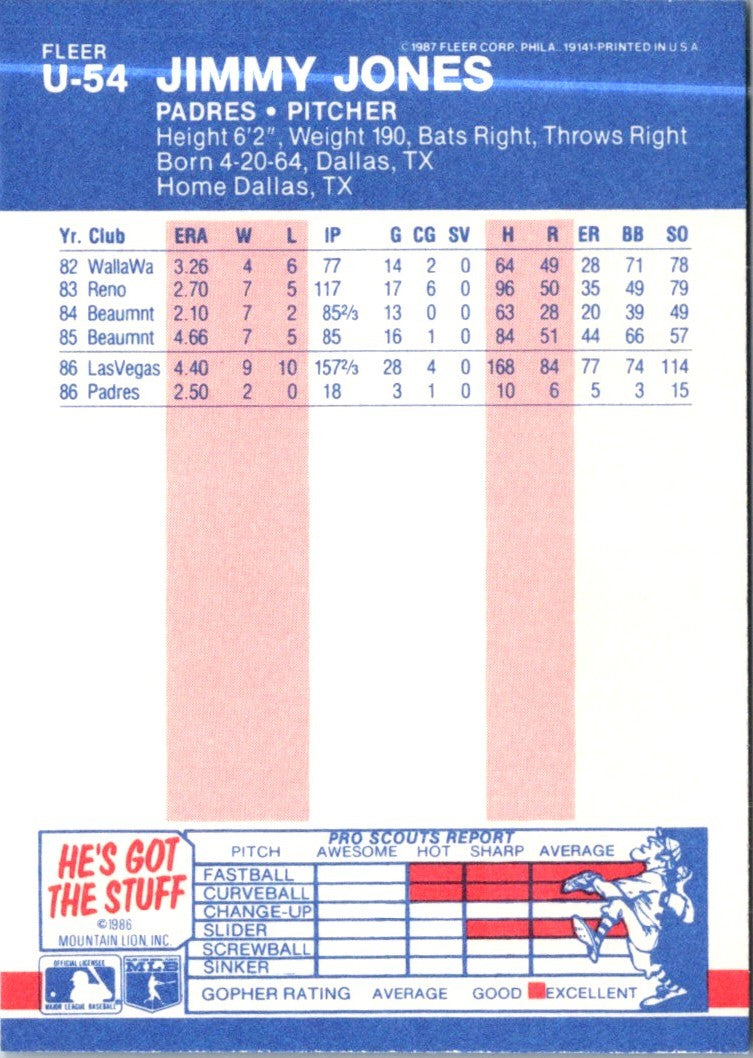 FLEER
© 1987 FLEER CORP. PHILA. 19141-PRINTED IN U S A
U-54 JIMMY JONES
PADRES • PITCHER
Height 6'2", Weight 190, Bats Right, Throws Right
Born 4-20-64, Dallas, TX
Home Dallas, TX
Yr. Club ERA W L IP G CG SV H R ER BB SO
82 WallaWa 3.26 4 6 77 14 2 0 64 49 28 71 78
83 Reno 2.70 7 5 117 17 6 0 96 50 35 49 79
84 Beaumnt 2.10 7 2 85 2/3 13 0 0 63 28 20 39 49
85 Beaumnt 4.66 7 5 85 16 1 0 84 51 44 66 57
86 LasVegas 4.40 9 10 157 2/3 28 4 0 168 84 77 74 114
86 Padres 2.50 2 0 18 3 1 0 10 6 5 3 15
HE'S GOT
THE STUFF
©1986
MOUNTAIN LION, INC.
PRO SCOUTS REPORT
PITCH AWESOME HOT SHARP AVERAGE
FASTBALL
CURVEBALL
CHANGE-UP
SLIDER
SCREWBALL
SINKER
GOPHER RATING AVERAGE GOOD EXCELLENT
OFFICIAL LICENSEE
MAJOR LEAGUE BASEBALL
MLB